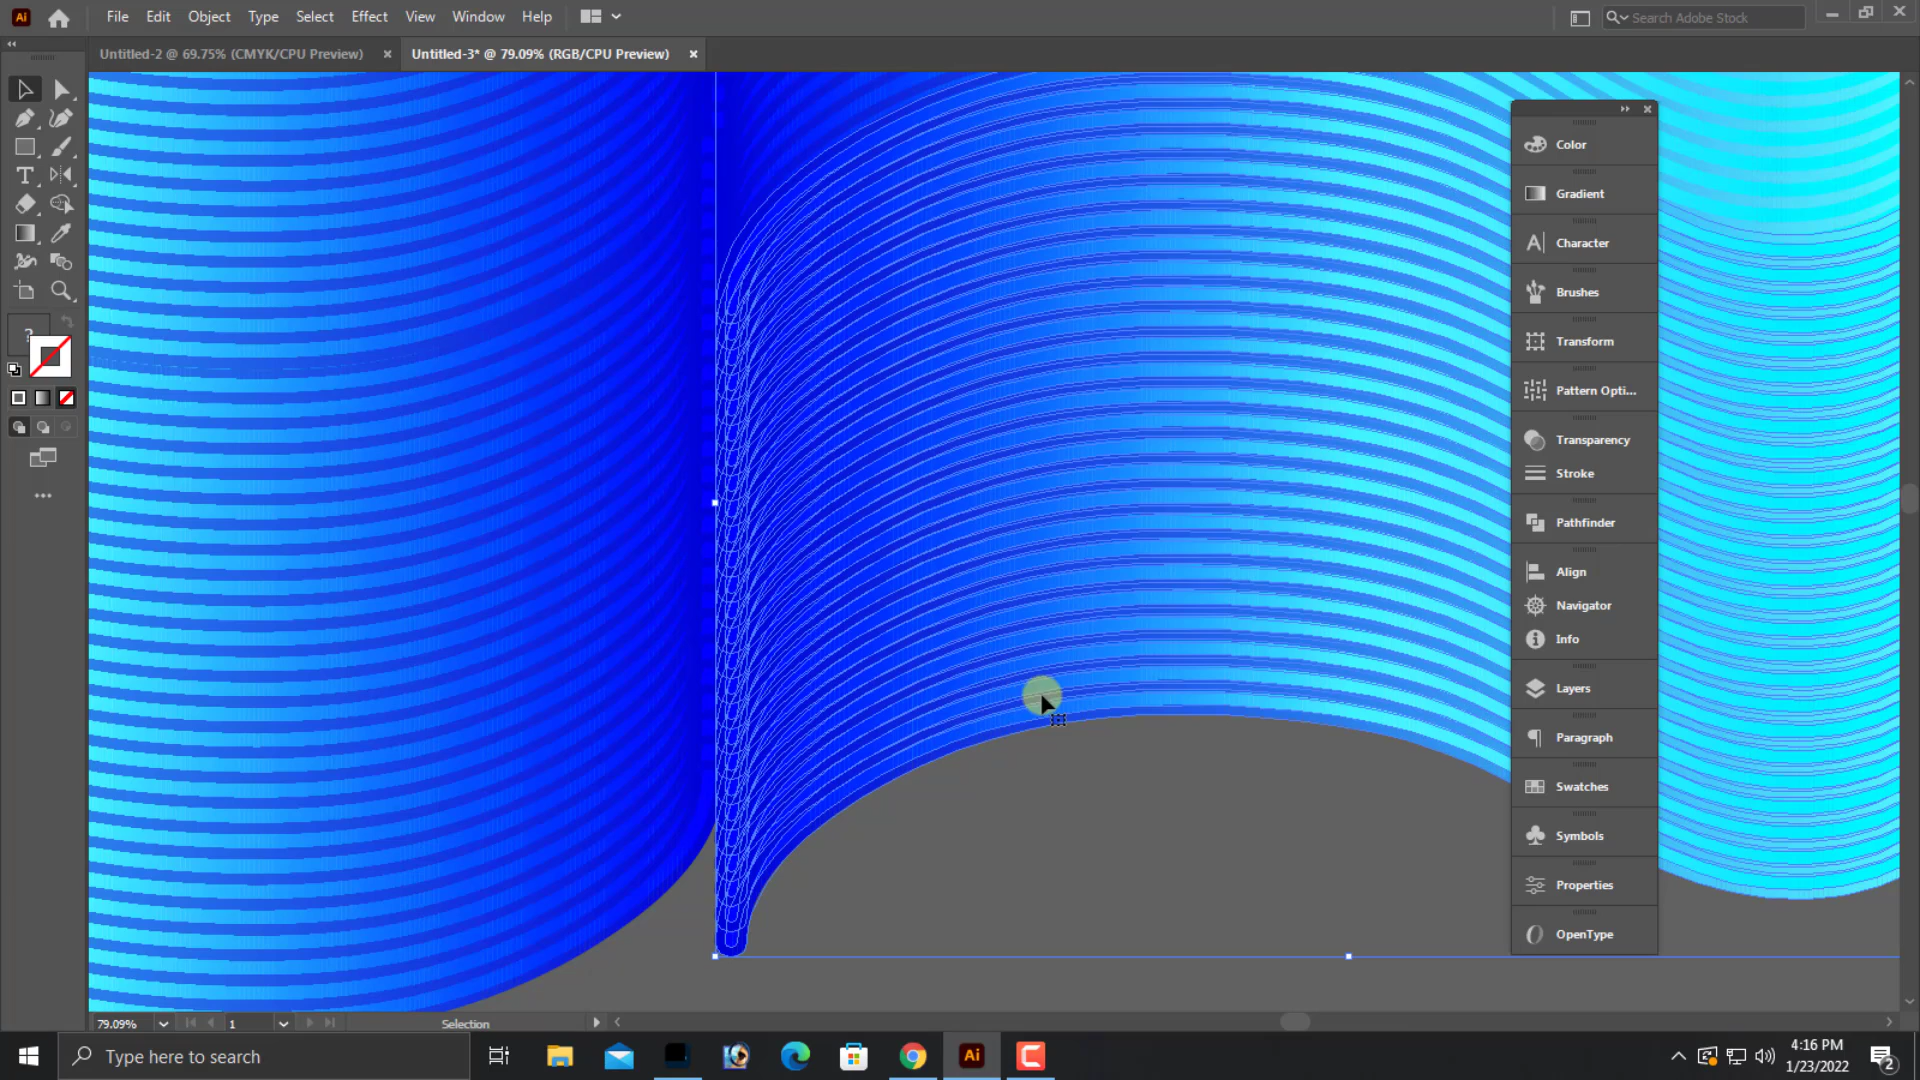 Ai File Edit Object Type Select Effect View Window Help Search Adobe Stock
Untitled-2 @ 69.75% (CMYK/CPU Preview) × Untitled-3* @ 79.09% (RGB/CPU Preview) ×
Color
Gradient
Character
Brushes
Transform
Pattern Opti...
Transparency
Stroke
Pathfinder
Align
Navigator
Info
Layers
Paragraph
Swatches
Symbols
Properties
OpenType
?
79.09% 1 Selection
Type here to search Ai 4:16 PM
1/23/2022 2